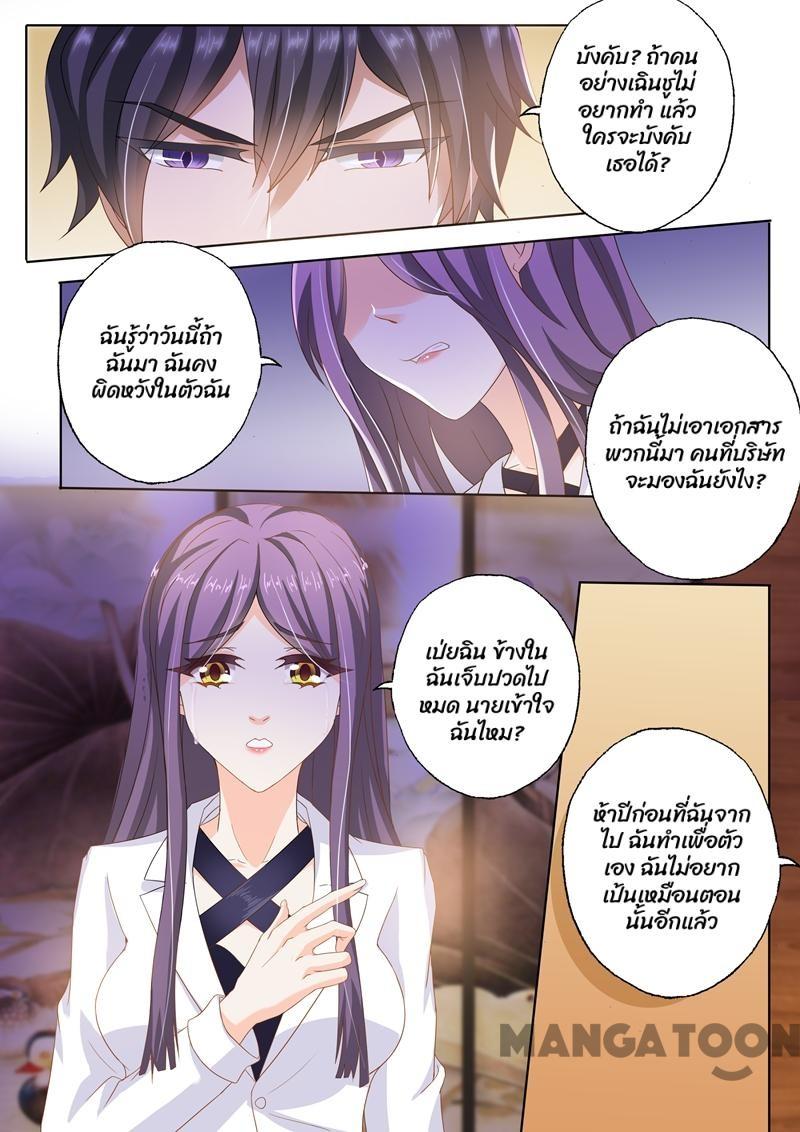 บังคับ? ถ้าคน
อย่างเฉินชูไม่
อยากทำ แล้ว
ใครจะบังคับ
เธอได้?
ฉันรู้ว่าวันนี้ถ้า
ฉันมา ฉันคง
ผิดหวังในตัวฉัน
ถ้าฉันไม่เอาเอกสาร
พวกนี้มา คนที่บริษัท
จะมองฉันยังไง?
เป่ยฉิน ข้างใน
ฉันเจ็บปวดไป
หมด นายเข้าใจ
ฉันไหม?
ห้าปีก่อนที่ฉันจาก
ไป ฉันทำเพื่อตัว
เอง ฉันไม่อยาก
เป็นเหมือนตอน
นั้นอีกแล้ว
MANGATOON